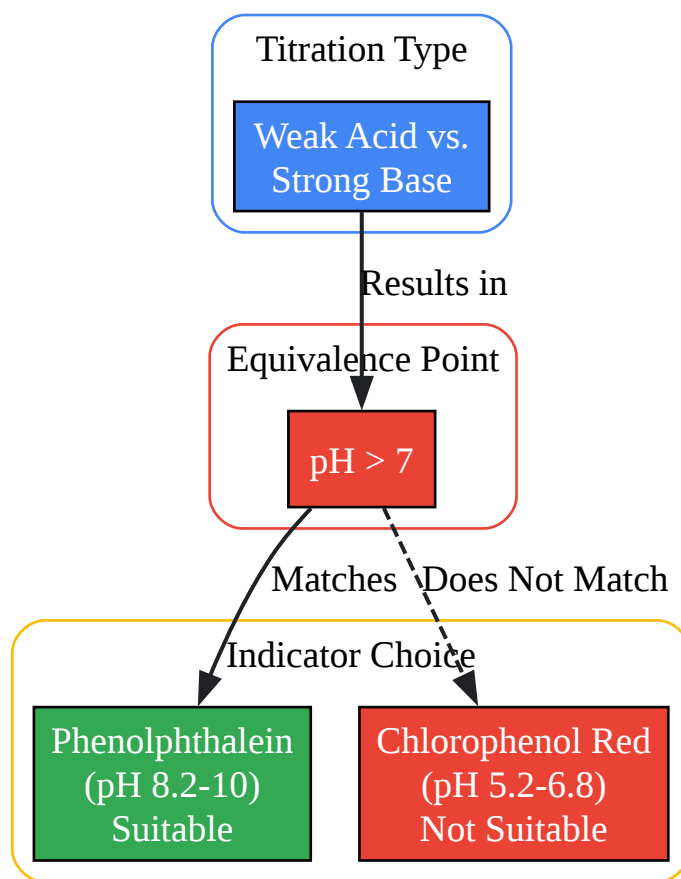 Titration Type
Weak Acid vs.
Strong Base
Results in
Equivalence Point
pH > 7
Matches
Does Not Match
Indicator Choice
Phenolphthalein
(pH 8.2-10)
Suitable
Chlorophenol Red
(pH 5.2-6.8)
Not Suitable